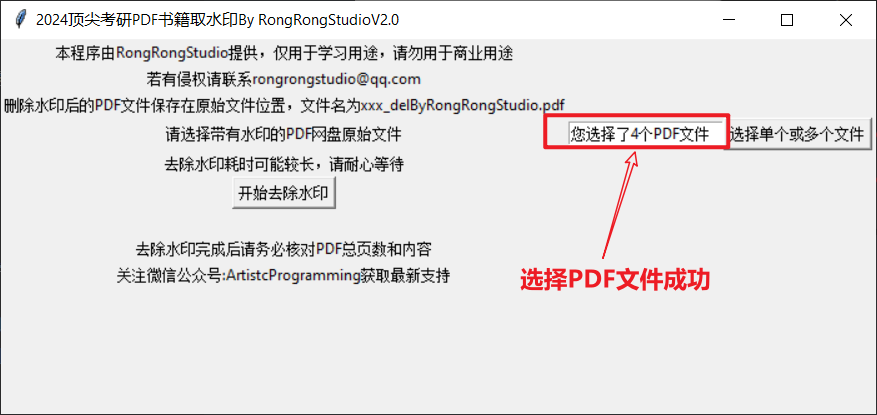 2024顶尖考研PDF书籍取水印By RongRongStudioV2.0
本程序由RongRongStudio提供，仅用于学习用途，请勿用于商业用途
若有侵权请联系rongrongstudio@qq.com
删除水印后的PDF文件保存在原始文件位置，文件名为xxx_delByRongRongStudio.pdf
请选择带有水印的PDF网盘原始文件 您选择了4个PDF文件 选择单个或多个文件
去除水印耗时可能较长，请耐心等待
开始去除水印
去除水印完成后请务必核对PDF总页数和内容
关注微信公众号:ArtistcProgramming获取最新支持
选择PDF文件成功